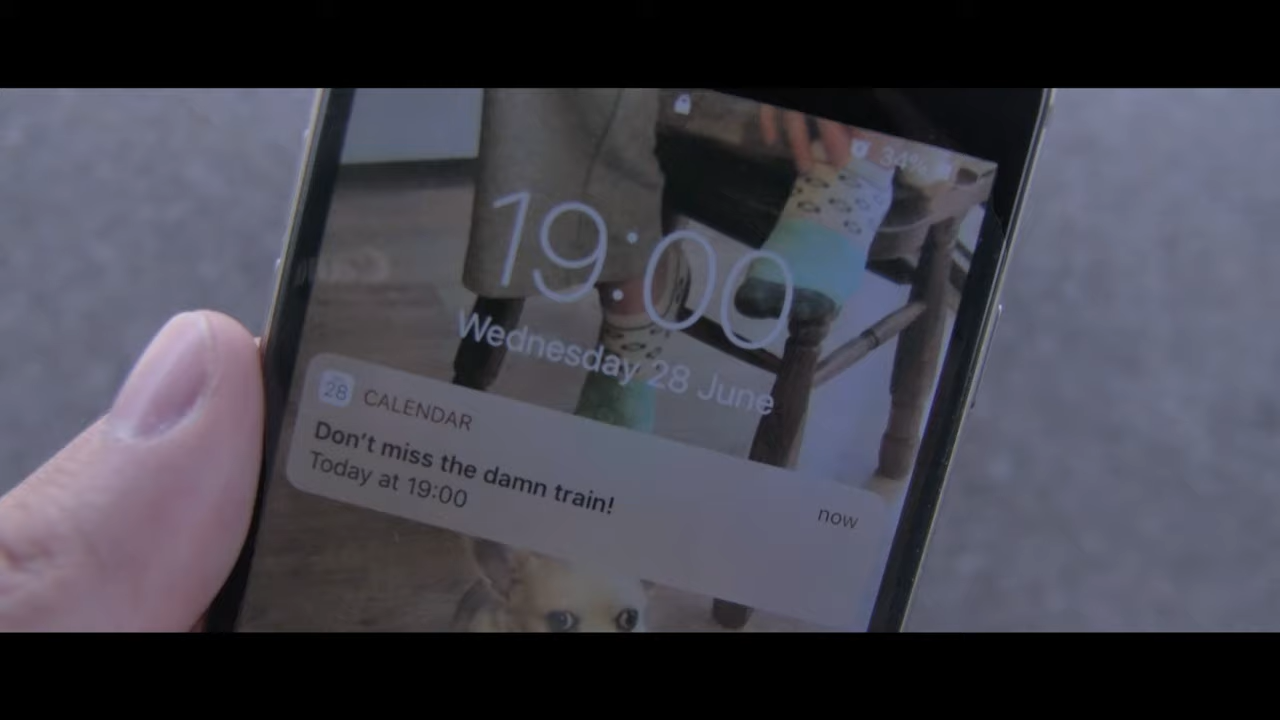 34%
19:00
Wednesday 28 June
28 CALENDAR
Don't miss the damn train!
Today at 19:00
now